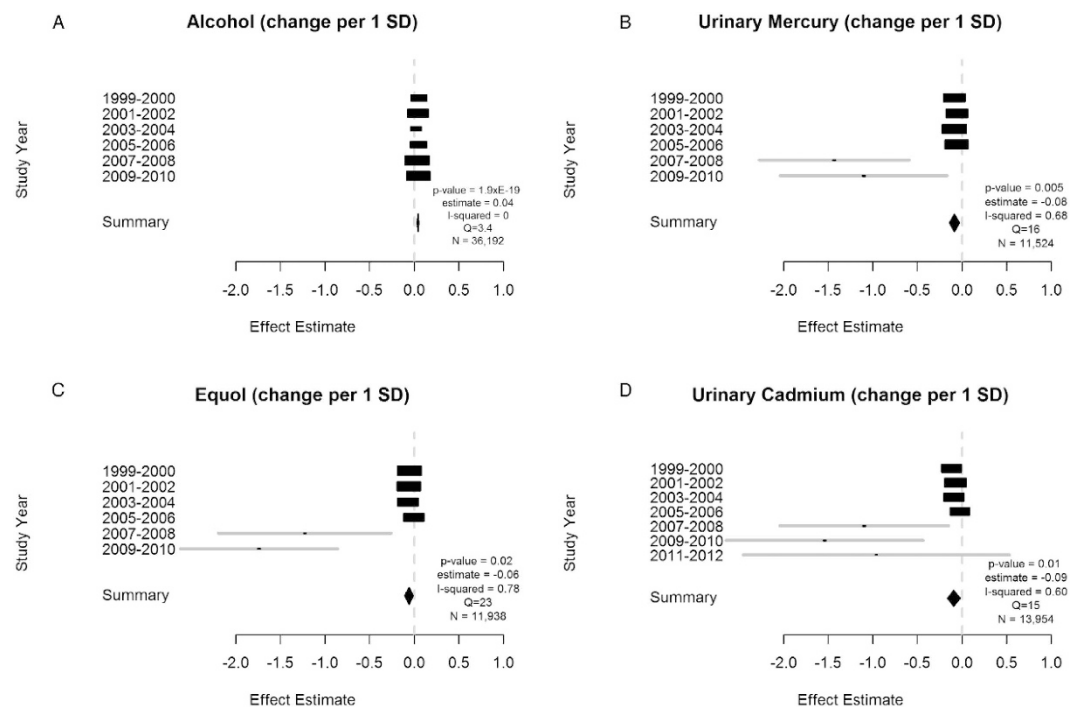 A
Alcohol (change per 1 SD)
Study Year
1999-2000
2001-2002
2003-2004
2005-2006
2007-2008
2009-2010
Summary
p-value = 1.9xE-19
estimate = 0.04
I-squared = 0
Q=3.4
N = 36,192
-2.0 -1.5 -1.0 -0.5 0.0 0.5 1.0
Effect Estimate
B
Urinary Mercury (change per 1 SD)
Study Year
1999-2000
2001-2002
2003-2004
2005-2006
2007-2008
2009-2010
Summary
p-value = 0.005
estimate = -0.08
I-squared = 0.68
Q=16
N = 11,524
-2.0 -1.5 -1.0 -0.5 0.0 0.5 1.0
Effect Estimate
C
Equol (change per 1 SD)
Study Year
1999-2000
2001-2002
2003-2004
2005-2006
2007-2008
2009-2010
Summary
p-value = 0.02
estimate = -0.06
I-squared = 0.78
Q=23
N = 11,938
-2.0 -1.5 -1.0 -0.5 0.0 0.5 1.0
Effect Estimate
D
Urinary Cadmium (change per 1 SD)
Study Year
1999-2000
2001-2002
2003-2004
2005-2006
2007-2008
2009-2010
2011-2012
Summary
p-value = 0.01
estimate = -0.09
I-squared = 0.60
Q=15
N = 13,954
-2.0 -1.5 -1.0 -0.5 0.0 0.5 1.0
Effect Estimate